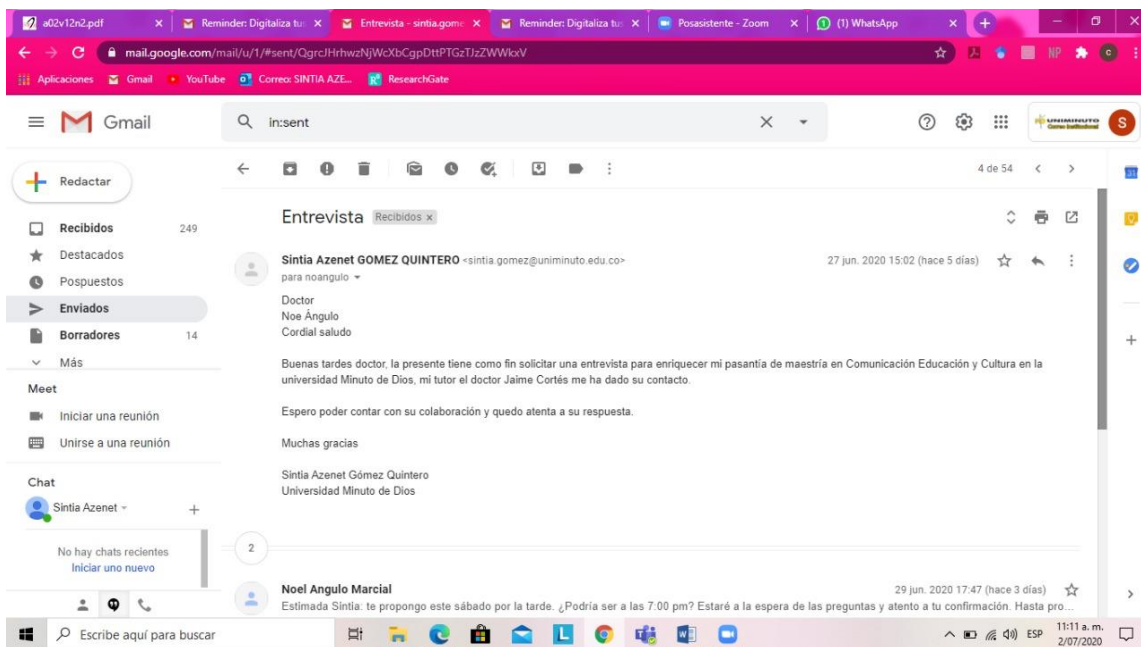 a02v12n2.pdf
Reminder: Digitaliza tus
Entrevista - sintia.gome
Reminder: Digitaliza tus
Posasistente - Zoom
(1) WhatsApp
mail.google.com/mail/u/1/#sent/QgrcJHrhwzNjWcXbCgpDttPTGzTJzZWWkxV
NP
Aplicaciones
Gmail
YouTube
Correo: SINTIA AZE...
ResearchGate
Gmail
in:sent
UNIMINUTO
Correo Institucional
S
Redactar
4 de 54
Recibidos 249
Destacados
Pospuestos
Enviados
Borradores 14
Más
Meet
Iniciar una reunión
Unirse a una reunión
Chat
Sintia Azenet
No hay chats recientes
Iniciar uno nuevo
Entrevista Recibidos x
Sintia Azenet GOMEZ QUINTERO <sintia.gomez@uniminuto.edu.co> 27 jun. 2020 15:02 (hace 5 días)
para noangulo
Doctor
Noe Ángulo
Cordial saludo
Buenas tardes doctor, la presente tiene como fin solicitar una entrevista para enriquecer mi pasantía de maestría en Comunicación Educación y Cultura en la
universidad Minuto de Dios, mi tutor el doctor Jaime Cortés me ha dado su contacto.
Espero poder contar con su colaboración y quedo atenta a su respuesta.
Muchas gracias
Sintia Azenet Gómez Quintero
Universidad Minuto de Dios
2
Noel Angulo Marcial 29 jun. 2020 17:47 (hace 3 días)
Estimada Sintia: te propongo este sábado por la tarde. ¿Podría ser a las 7:00 pm? Estaré a la espera de las preguntas y atento a tu confirmación. Hasta pro...
31
Escribe aquí para buscar
ESP
11:11 a. m.
2/07/2020